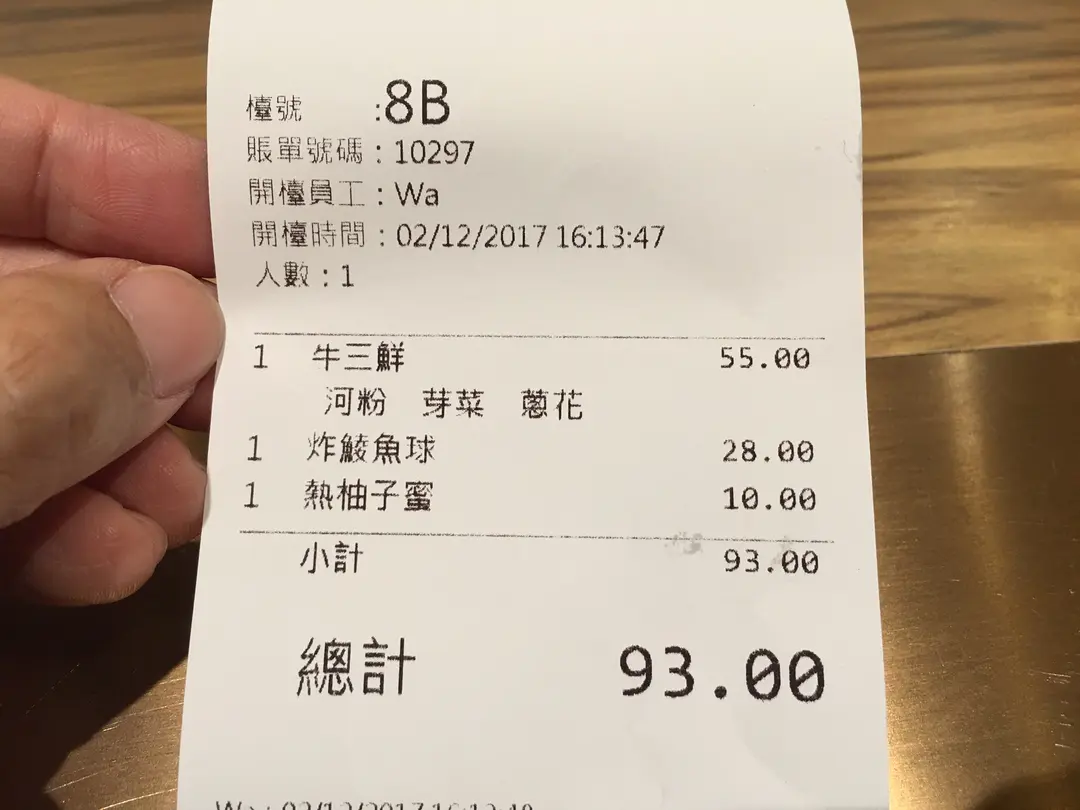 檯號 :8B
賬單號碼：10297
開檯員工：Wa
開檯時間：02/12/2017 16:13:47
人數：1
1 牛三鮮 55.00
河粉 芽菜 蔥花
1 炸鯪魚球 28.00
1 熱柚子蜜 10.00
小計 93.00
總計 93.00